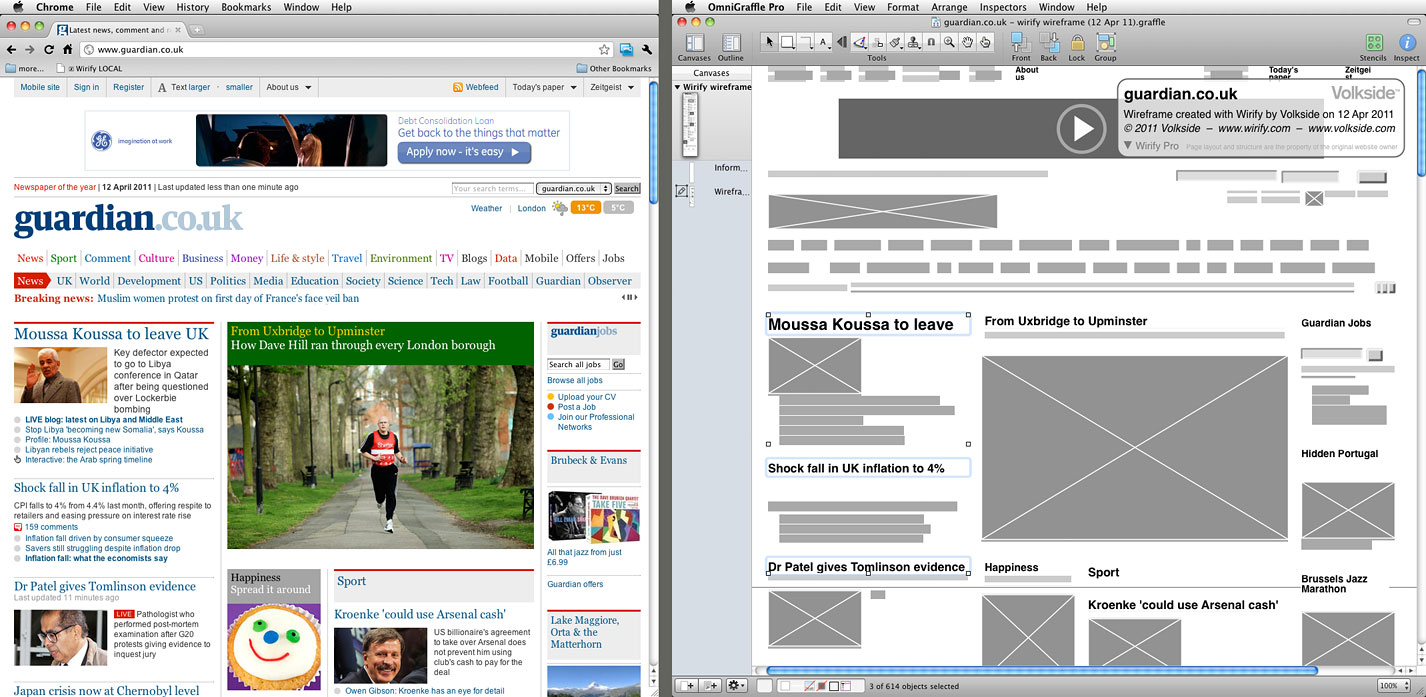 Chrome File Edit View History Bookmarks Window Help
Latest news, comment and r
www.guardian.co.uk
more... Wirify LOCAL Other Bookmarks
Mobile site Sign in Register A Text larger · smaller About us Webfeed Today's paper Zeitgeist
imagination at work
Debt Consolidation Loan
Get back to the things that matter
Apply now - it's easy
Newspaper of the year | 12 April 2011 | Last updated less than one minute ago
Your search terms... guardian.co.uk Search
guardian.co.uk
Weather | London 13°C 5°C
News Sport Comment Culture Business Money Life & style Travel Environment TV Blogs Data Mobile Offers Jobs
News UK World Development US Politics Media Education Society Science Tech Law Football Guardian Observer
Breaking news: Muslim women protest on first day of France's face veil ban
Moussa Koussa to leave UK
Key defector expected
to go to Libya
conference in Qatar
after being questioned
over Lockerbie
bombing
LIVE blog: latest on Libya and Middle East
Stop Libya 'becoming new Somalia', says Koussa
Profile: Moussa Koussa
Libyan rebels reject peace initiative
Interactive: the Arab spring timeline
Shock fall in UK inflation to 4%
CPI falls to 4% from 4.4% last month, offering respite to
retailers and easing pressure on interest rate rise
159 comments
Inflation fall driven by consumer squeeze
Savers still struggling despite inflation drop
Inflation fall: what the economists say
Dr Patel gives Tomlinson evidence
Last updated 11 minutes ago
LIVE Pathologist who
performed post-mortem
examination after G20
protests giving evidence to
inquest jury
Japan crisis now at Chernobyl level
From Uxbridge to Upminster
How Dave Hill ran through every London borough
Happiness
Spread it around
Sport
Kroenke 'could use Arsenal cash'
US billionaire's agreement
to take over Arsenal does
not prevent him using
club's cash to pay for the
deal
Owen Gibson: Kroenke has an eye for detail
guardianjobs
Search all jobs Go
Browse all jobs
Upload your CV
Post a Job
Join our Professional
Networks
Brubeck & Evans
THE DAVE BRUBECK QUARTET
TAKE FIVE
All that jazz from just
£6.99
Guardian offers
Lake Maggiore,
Orta & the
Matterhorn
OmniGraffle Pro File Edit View Format Arrange Inspectors Window Help
guardian.co.uk – wirify wireframe (12 Apr 11).graffle
Canvases Outline Tools Front Back Lock Group Stencils Inspect
Canvases
Wirify wireframe
Inform...
Wirefra...
About
us
Today's
paper
Zeitgei
st
guardian.co.uk Volkside™
Wireframe created with Wirify by Volkside on 12 Apr 2011
© 2011 Volkside – www.wirify.com – www.volkside.com
Wirify Pro Page layout and structure are the property of the original website owner
Moussa Koussa to leave
From Uxbridge to Upminster
Guardian Jobs
Shock fall in UK inflation to 4%
Hidden Portugal
Dr Patel gives Tomlinson evidence
Happiness
Sport
Kroenke 'could use Arsenal cash'
Brussels Jazz
Marathon
3 of 614 objects selected
100%